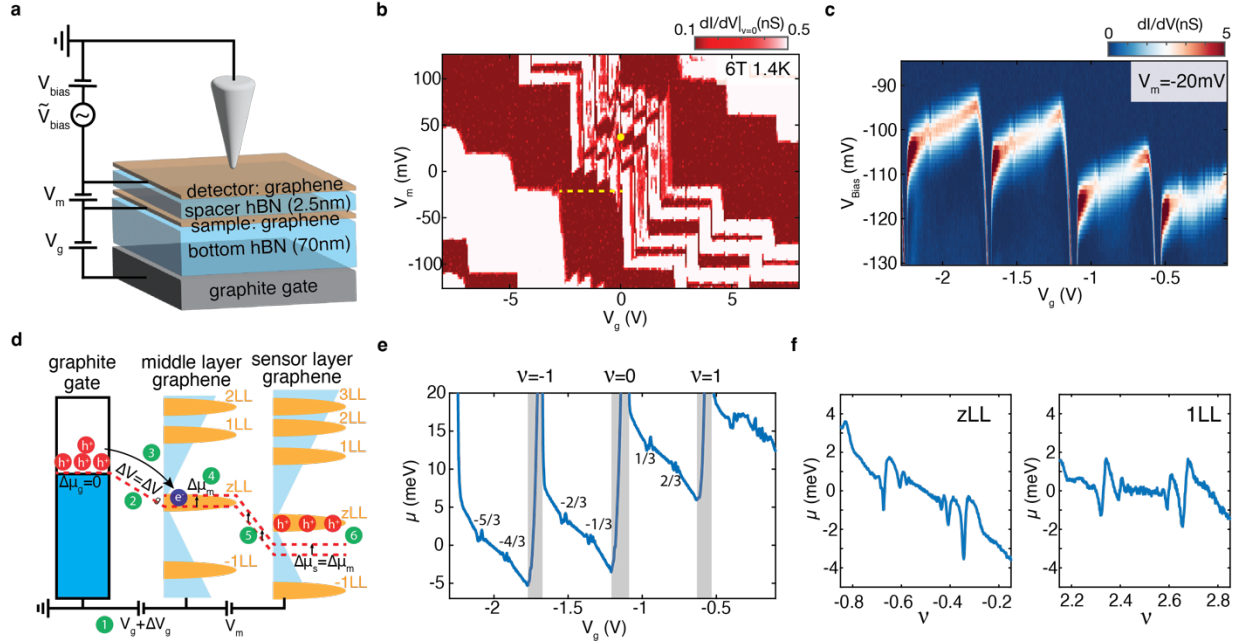 a
V_bias
Ṽ_bias
V_m
V_g
detector: graphene
spacer hBN (2.5nm)
sample: graphene
bottom hBN (70nm)
graphite gate
b
dI/dV|_v=0(nS)
0.1
0.5
6T 1.4K
100
50
0
-50
-100
V_m (mV)
-5
0
5
V_g (V)
c
dI/dV(nS)
0
5
V_m=-20mV
-90
-100
-110
-120
-130
V_Bias (mV)
-2
-1.5
-1
-0.5
V_g (V)
d
graphite
gate
middle layer
graphene
sensor layer
graphene
2LL
1LL
zLL
-1LL
3LL
2LL
1LL
zLL
-1LL
h⁺
h⁺ h⁺ h⁺
Δμ_g=0
ΔV=ΔV_g
e⁻
Δμ_m
h⁺ h⁺ h⁺
Δμ_s=Δμ_m
1
2
3
4
5
6
V_g+ΔV_g
V_m
e
ν=-1
ν=0
ν=1
20
15
10
5
0
-5
μ (meV)
-5/3
-4/3
-2/3
-1/3
1/3
2/3
-2
-1.5
-1
-0.5
V_g (V)
f
zLL
4
2
0
-2
-4
μ (meV)
-0.8
-0.6
-0.4
-0.2
ν
1LL
4
2
0
-2
-4
μ (meV)
2.2
2.4
2.6
2.8
ν